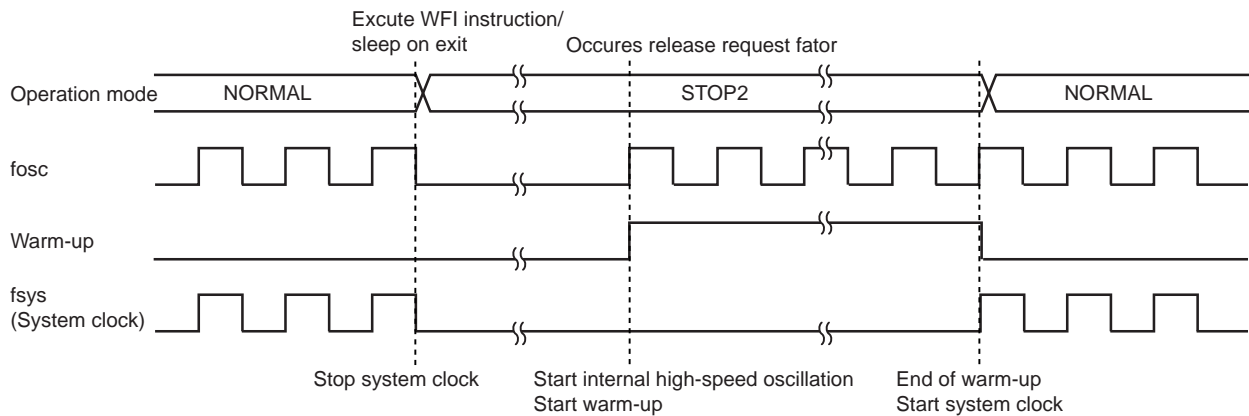 Excute WFI instruction/
sleep on exit
Occures release request fator
Operation mode
NORMAL
STOP2
NORMAL
fosc
Warm-up
fsys
(System clock)
Stop system clock
Start internal high-speed oscillation
Start warm-up
End of warm-up
Start system clock